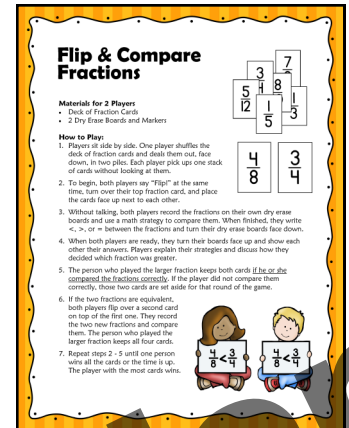 Flip & Compare
Fractions
Materials for 2 Players
• Deck of Fraction Cards
• 2 Dry Erase Boards and Markers
How to Play:
1. Players sit side by side. One player shuffles
the deck of fraction cards and deals them out, face
down, in two piles. Each player picks up one stack
of cards without looking at them.
2. To begin, both players say "Flip!" at the same
time, turn over their top fraction card, and place
the cards face up next to each other.
3. Without talking, both players record the fractions on their own dry erase
boards and use a math strategy to compare them. When finished, they write
<, >, or = between the fractions and turn their dry erase boards face down.
4. When both players are ready, they turn their boards face up and show each
other their answers. Players explain their strategies and discuss how they
decided which fraction was greater.
5. The person who played the larger fraction keeps both cards if he or she
compared the fractions correctly. If the player did not compare them
correctly, those two cards are set aside for that round of the game.
6. If the two fractions are equivalent,
both players flip over a second card
on top of the first one. They record
the two new fractions and compare
them. The person who played the
larger fraction keeps all four cards.
7. Repeat steps 2 - 5 until one person
wins all the cards or the time is up.
The player with the most cards wins.
7
3
4
8
5
12
1
5
1
3
4
8
3
4
4/8 < 3/4
4/8 < 3/4